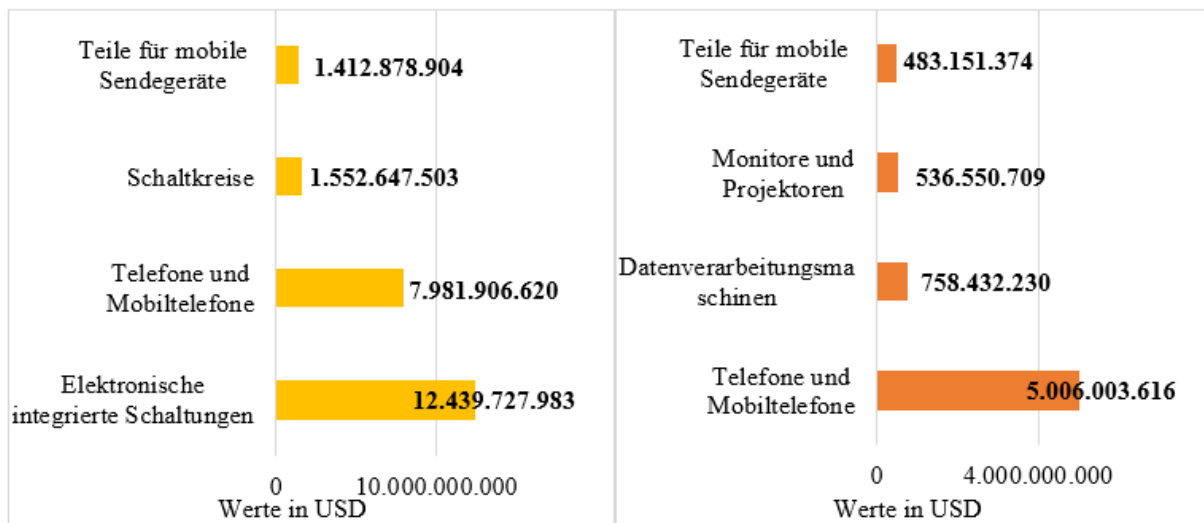 Teile für mobile
Sendegeräte
1.412.878.904
Schaltkreise
1.552.647.503
Telefone und
Mobiltelefone
7.981.906.620
Elektronische
integrierte Schaltungen
12.439.727.983
0
10.000.000.000
Werte in USD
Teile für mobile
Sendegeräte
483.151.374
Monitore und
Projektoren
536.550.709
Datenverarbeitungsma
schinen
758.432.230
Telefone und
Mobiltelefone
5.006.003.616
0
4.000.000.000
Werte in USD